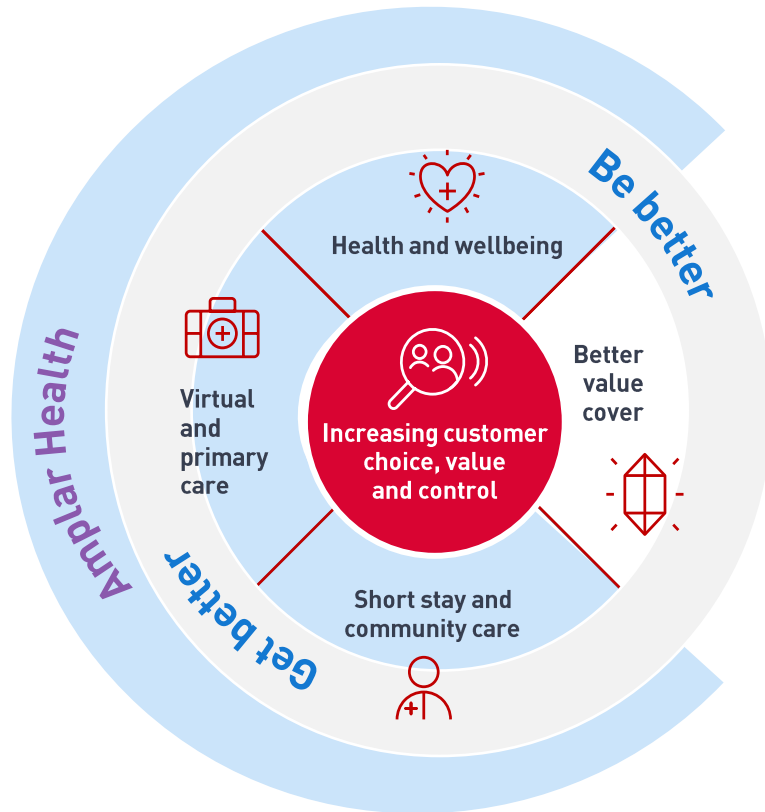 Be better
Health and wellbeing
Better
value
cover
Increasing customer
choice, value
and control
Virtual
and
primary
care
Amplar Health
Get better
Short stay and
community care